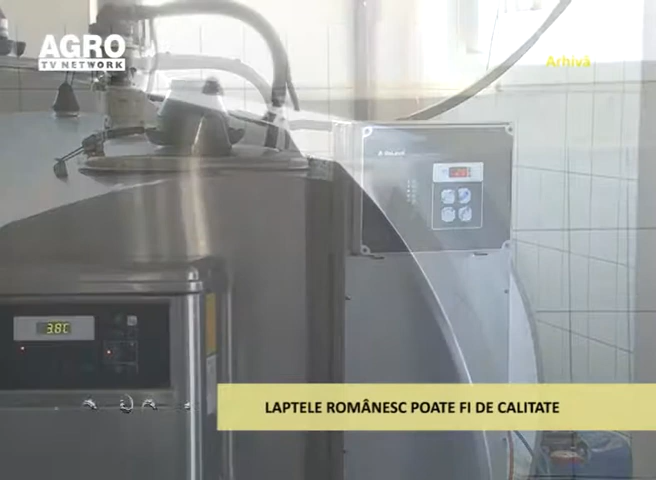 AGRO
TV NETWORK
Arhivă
3.8C
LAPTELE ROMÂNESC POATE FI DE CALITATE